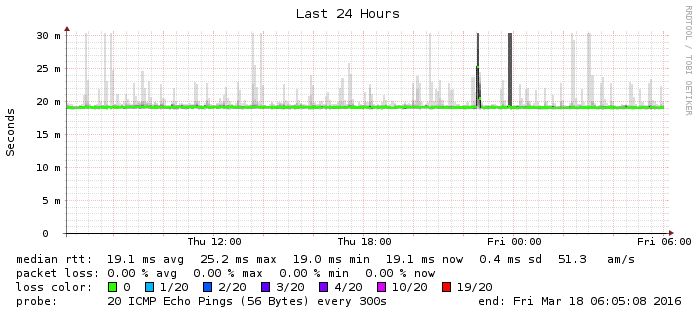 Last 24 Hours
RRDTOOL / TOBI OETIKER
Seconds
30 m
25 m
20 m
15 m
10 m
5 m
0
Thu 12:00 Thu 18:00 Fri 00:00 Fri 06:00
median rtt: 19.1 ms avg 25.2 ms max 19.0 ms min 19.1 ms now 0.4 ms sd 51.3 am/s
packet loss: 0.00 % avg 0.00 % max 0.00 % min 0.00 % now
loss color: 0 1/20 2/20 3/20 4/20 10/20 19/20
probe: 20 ICMP Echo Pings (56 Bytes) every 300s end: Fri Mar 18 06:05:08 2016